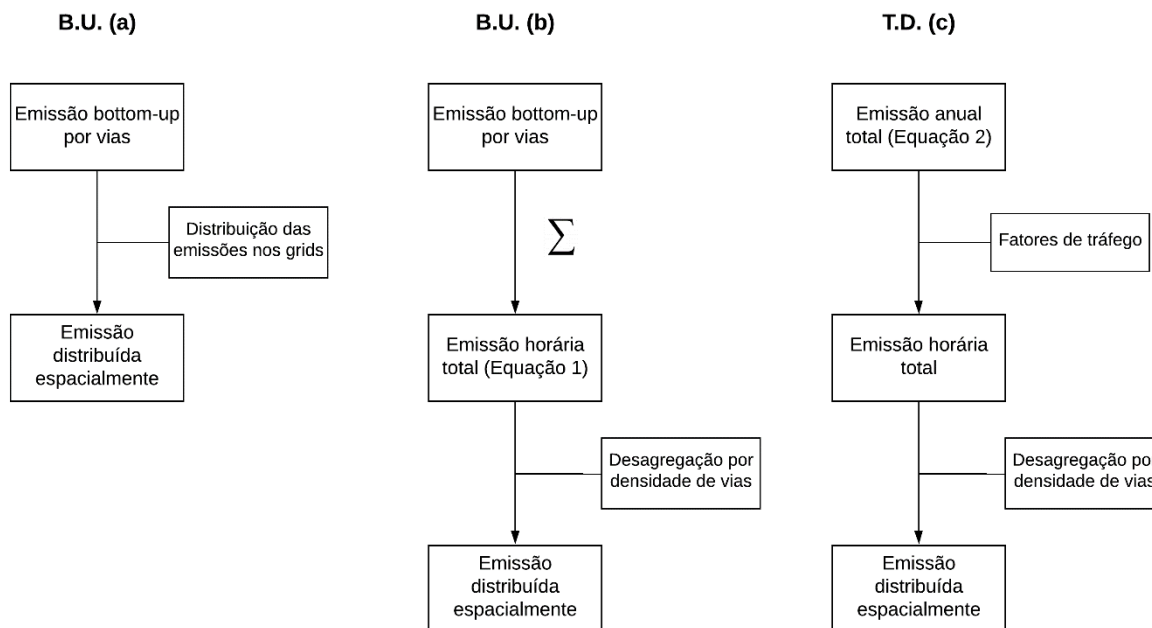 B.U. (a)
Emissão bottom-up
por vias
Distribuição das
emissões nos grids
Emissão
distribuída
espacialmente
B.U. (b)
Emissão bottom-up
por vias
∑
Emissão horária
total (Equação 1)
Desagregação por
densidade de vias
Emissão
distribuída
espacialmente
T.D. (c)
Emissão anual
total (Equação 2)
Fatores de tráfego
Emissão horária
total
Desagregação por
densidade de vias
Emissão
distribuída
espacialmente